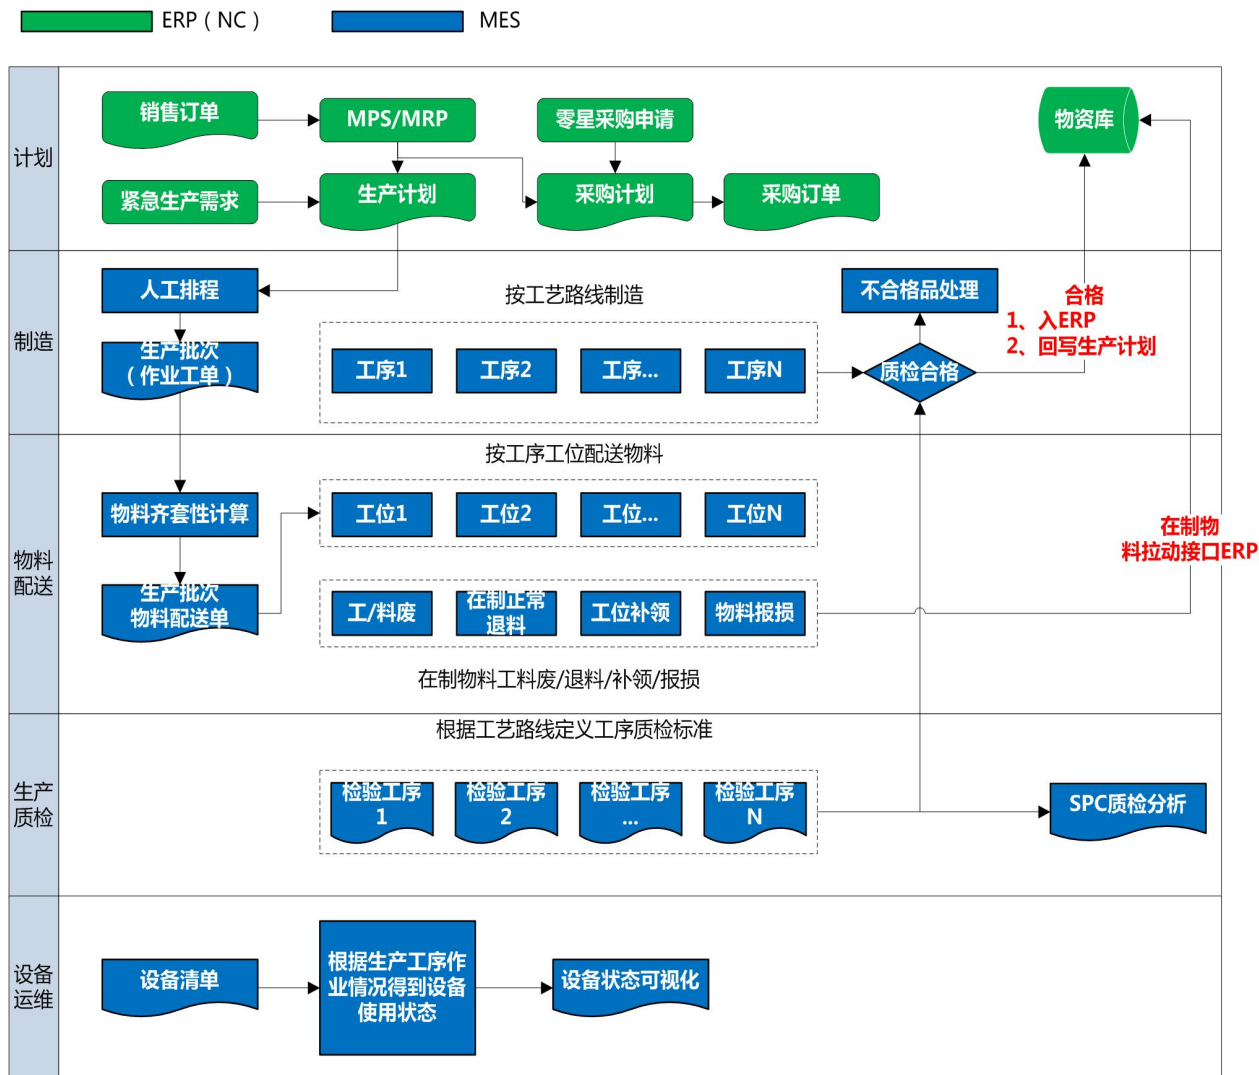 ERP（NC）
MES
计划
销售订单
MPS/MRP
零星采购申请
物资库
紧急生产需求
生产计划
采购计划
采购订单
制造
人工排程
按工艺路线制造
不合格品处理
合格
1、入ERP
2、回写生产计划
生产批次
（作业工单）
工序1
工序2
工序...
工序N
质检合格
物料
配送
按工序工位配送物料
物料齐套性计算
工位1
工位2
工位...
工位N
在制物
料拉动接口ERP
生产批次
物料配送单
工/料废
在制正常
退料
工位补领
物料报损
在制物料工料废/退料/补领/报损
生产
质检
根据工艺路线定义工序质检标准
检验工序
1
检验工序
2
检验工序
...
检验工序
N
SPC质检分析
设备
运维
设备清单
根据生产工序作
业情况得到设备
使用状态
设备状态可视化